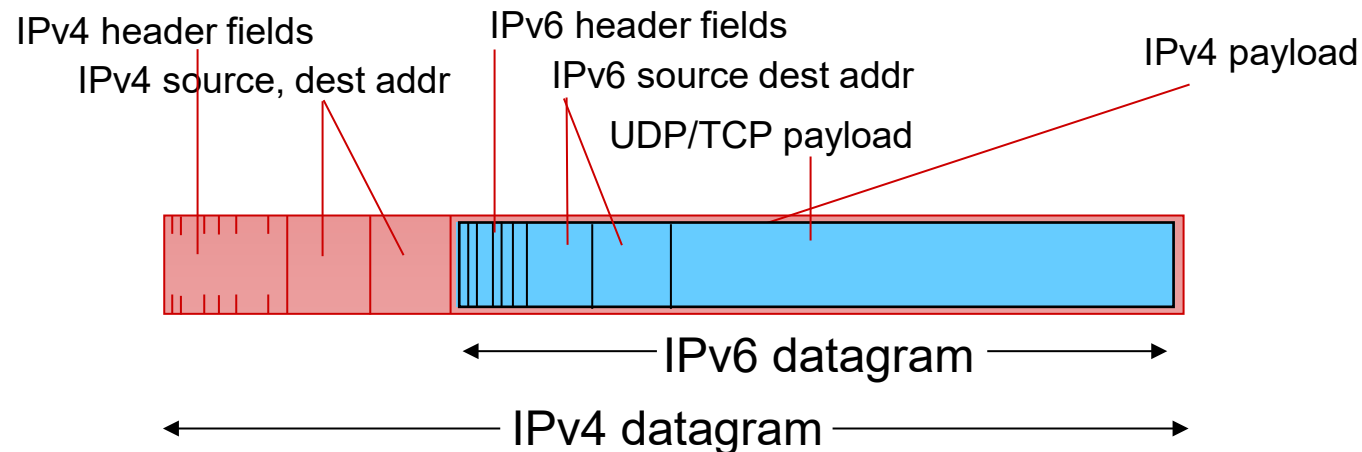 IPv4 header fields
IPv4 source, dest addr
IPv6 header fields
IPv6 source dest addr
UDP/TCP payload
IPv4 payload
IPv6 datagram
IPv4 datagram